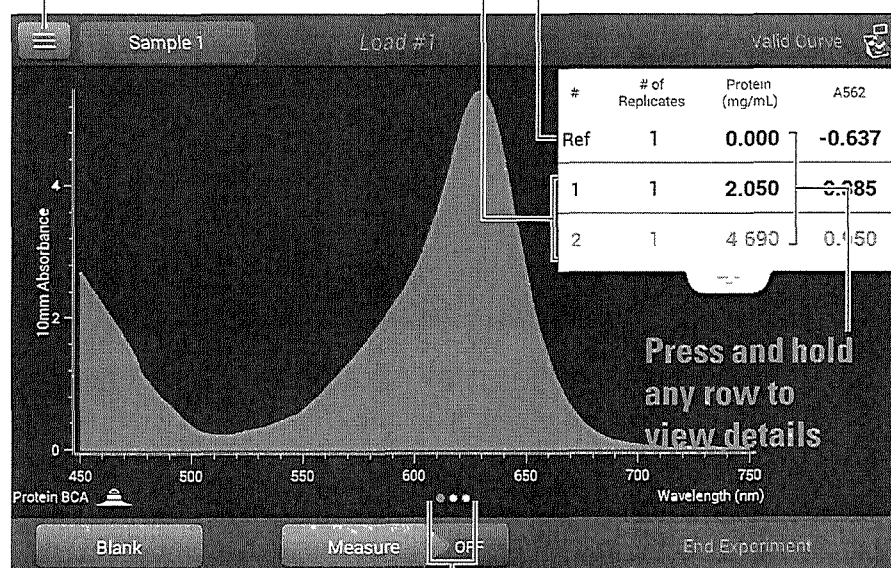 Sample 1 Load #1 Valid Curve
# # of Replicates Protein (mg/mL) A562
Ref 1 0.000 -0.637
1 1 2.050
2 1 4.690
4
2
0
10mm Absorbance
450 500 550 600 650 700 750
Wavelength (nm)
Press and hold
any row to
view details
Protein BCA
Blank Measure OFF End Experiment